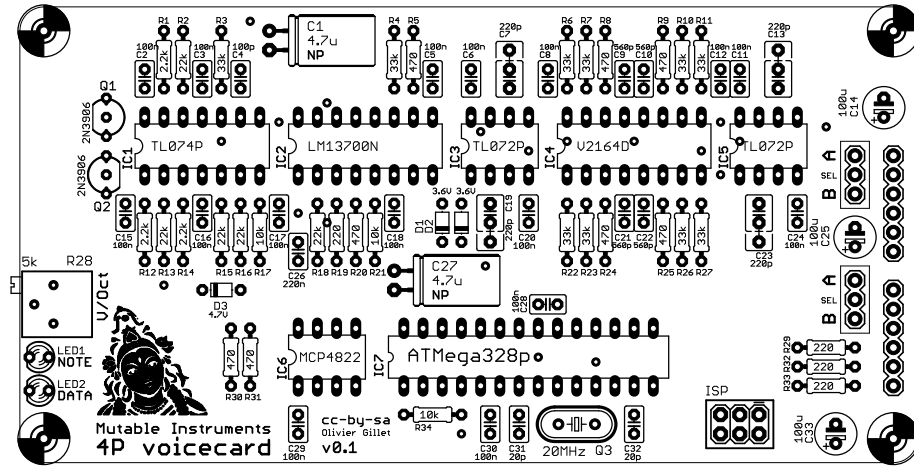 R1 R2 R3
C1
4.7u
NP
R4 R5
220p
C7
R6 R7 R8
R9 R10 R11
220p
C13
100n
C2
2.2k
22k
100n
C3
33k
100p
C4
33k
470
100n
C5
100n
C6
100n
C8
33k
33k
470
560p
C9
560p
C10
470
33k
33k
100n
C12
100n
C11
100u
C14
Q1
2N3906
2N3906
Q2
IC1
TL074P
IC2
LM13700N
IC3
TL072P
IC4
V2164D
IC5
TL072P
A
SEL
B
3.6V 3.6V
C15
100n
2.2k
2.2k
2.2k
C16
100n
22k
22k
10k
C17
100n
C26
220n
22k
220
470
10k
C18
100n
D1
D2
C19
220p
C20
100n
33k
33k
470
C21
560p
C22
560p
470
33k
33k
C23
220p
C24
100n
100u
C25
R12 R13 R14
R15 R16 R17
R18 R19 R20 R21
R22 R23 R24
R25 R26 R27
5k R28
V/Oct
D3
4.7V
C27
4.7u
NP
100n
C28
A
SEL
B
LED1
NOTE
LED2
DATA
470
470
R30 R31
IC6
MCP4822
IC7
ATMega328p
R29
220
R32
220
R33
220
Mutable Instruments
4P voicecard
C29
100n
cc-by-sa
Olivier Gillet
v0.1
10k
R34
C30
100n
C31
20p
20MHz Q3
C32
20p
ISP
100u
C33